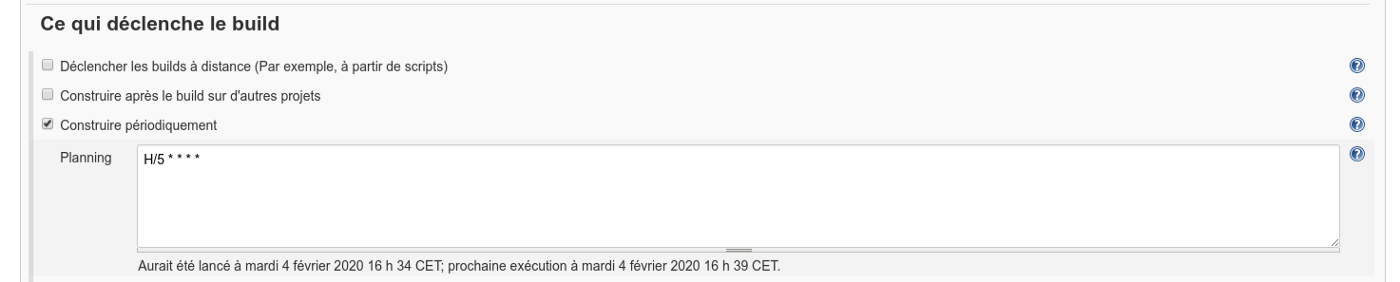 Ce qui déclenche le build
Déclencher les builds à distance (Par exemple, à partir de scripts)
Construire après le build sur d'autres projets
Construire périodiquement
Planning
H/5 * * * *
Aurait été lancé à mardi 4 février 2020 16 h 34 CET; prochaine exécution à mardi 4 février 2020 16 h 39 CET.